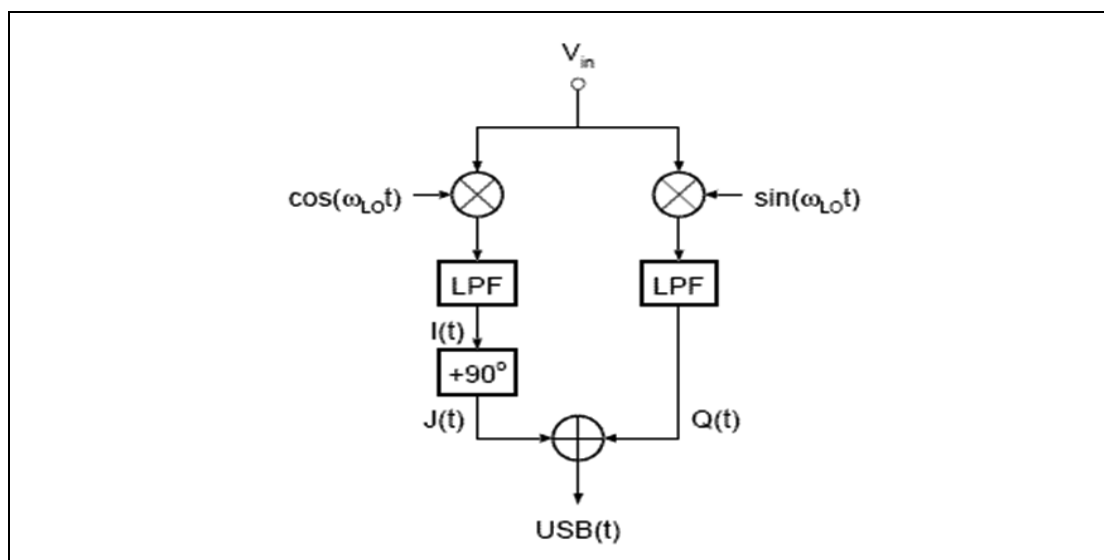 V_in
cos(ω_LO t)
sin(ω_LO t)
LPF
LPF
I(t)
+90°
J(t)
Q(t)
USB(t)